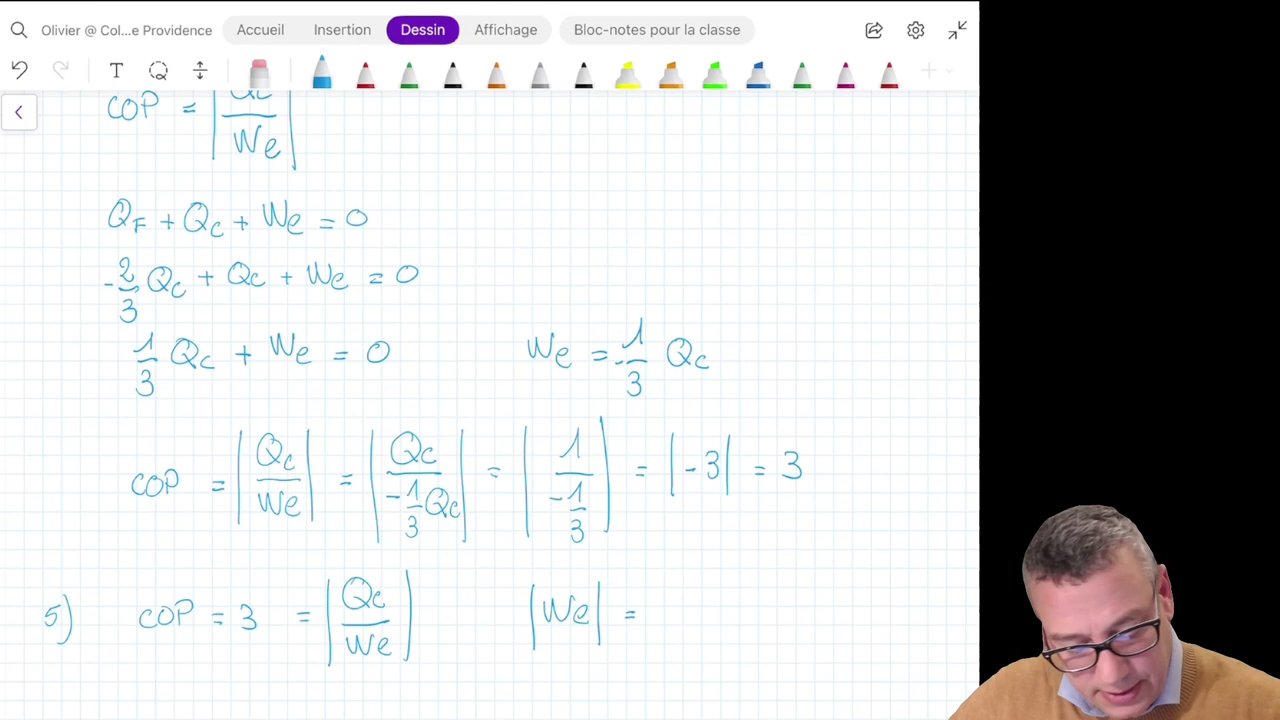 Olivier @ Col...e Providence Accueil Insertion Dessin Affichage Bloc-notes pour la classe
T
COP = |Qc/We|
QF + Qc + We = 0
-2/3 Qc + Qc + We = 0
1/3 Qc + We = 0 We = -1/3 Qc
COP = |Qc/We| = |Qc/(-1/3 Qc)| = |1/(-1/3)| = |-3| = 3
5) COP = 3 = |Qc/We| |We| =